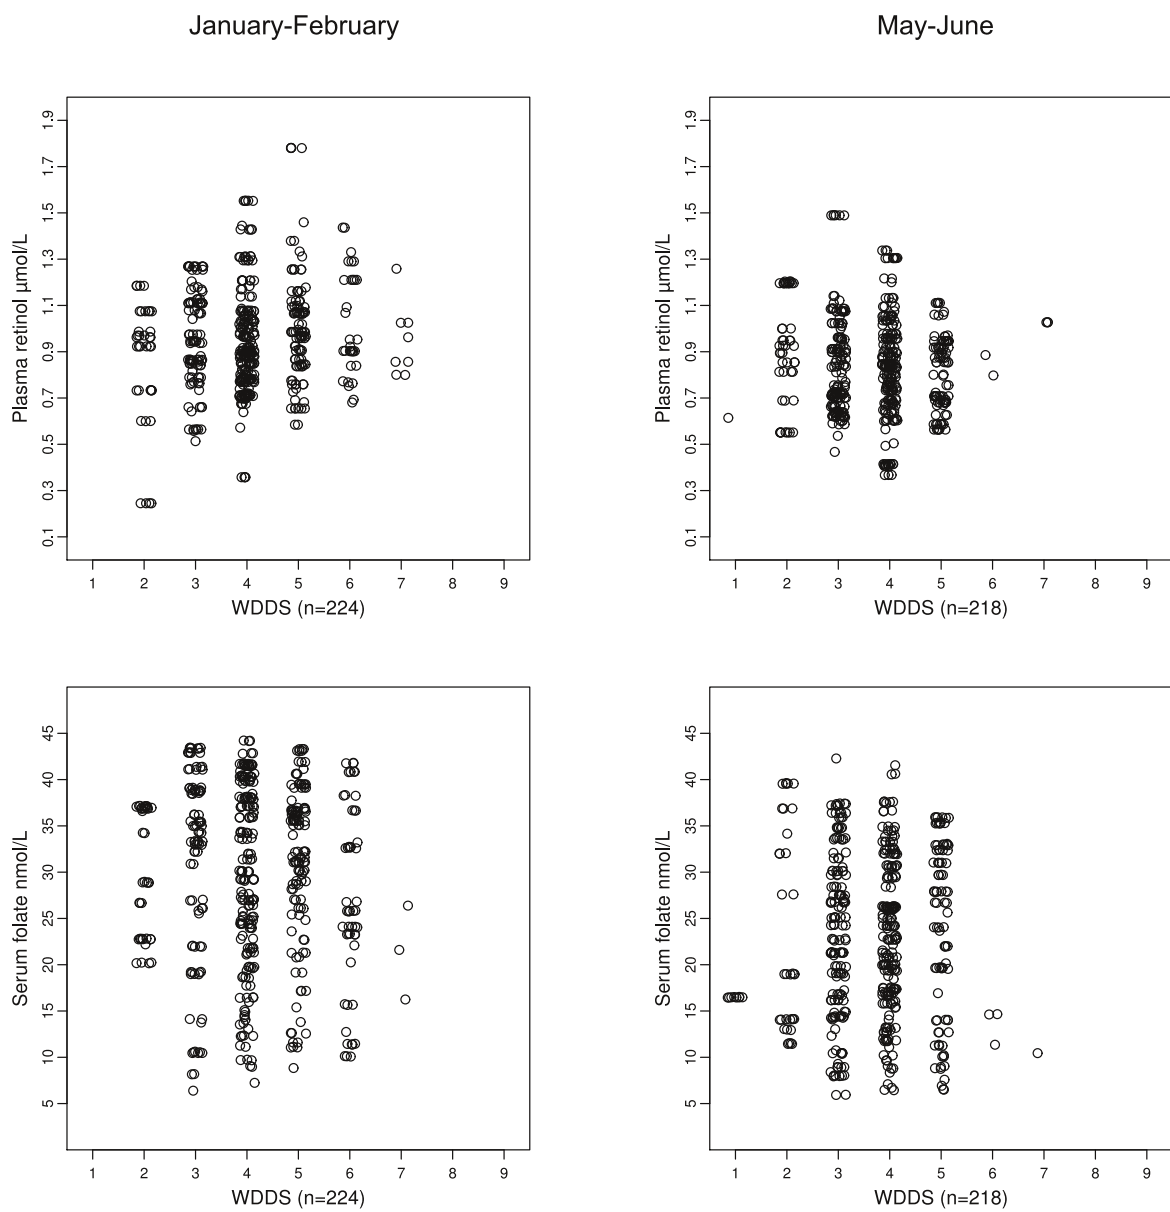 January-February
May-June
Plasma retinol µmol/L
1.9
1.7
1.5
1.3
1.1
0.9
0.7
0.5
0.3
0.1
1 2 3 4 5 6 7 8 9
WDDS (n=224)
Plasma retinol µmol/L
1.9
1.7
1.5
1.3
1.1
0.9
0.7
0.5
0.3
0.1
1 2 3 4 5 6 7 8 9
WDDS (n=218)
Serum folate nmol/L
45
40
35
30
25
20
15
10
5
1 2 3 4 5 6 7 8 9
WDDS (n=224)
Serum folate nmol/L
45
40
35
30
25
20
15
10
5
1 2 3 4 5 6 7 8 9
WDDS (n=218)